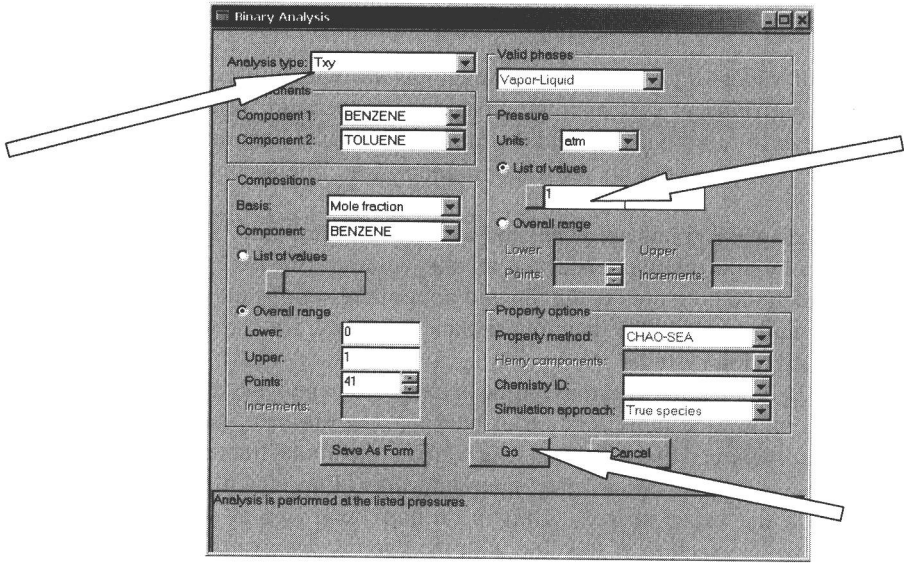 Binary Analysis
Analysis type: Txy
Components
Component 1: BENZENE
Component 2: TOLUENE
Compositions
Basis: Mole fraction
Component: BENZENE
List of values
Overall range
Lower: 0
Upper: 1
Points: 41
Increments:
Valid phases
Vapor-Liquid
Pressure
Units: atm
List of values
1
Overall range
Lower: Upper:
Points: Increments:
Property options
Property method: CHAO-SEA
Henry components:
Chemistry ID:
Simulation approach: True species
Save As Form Go Cancel
Analysis is performed at the listed pressures.